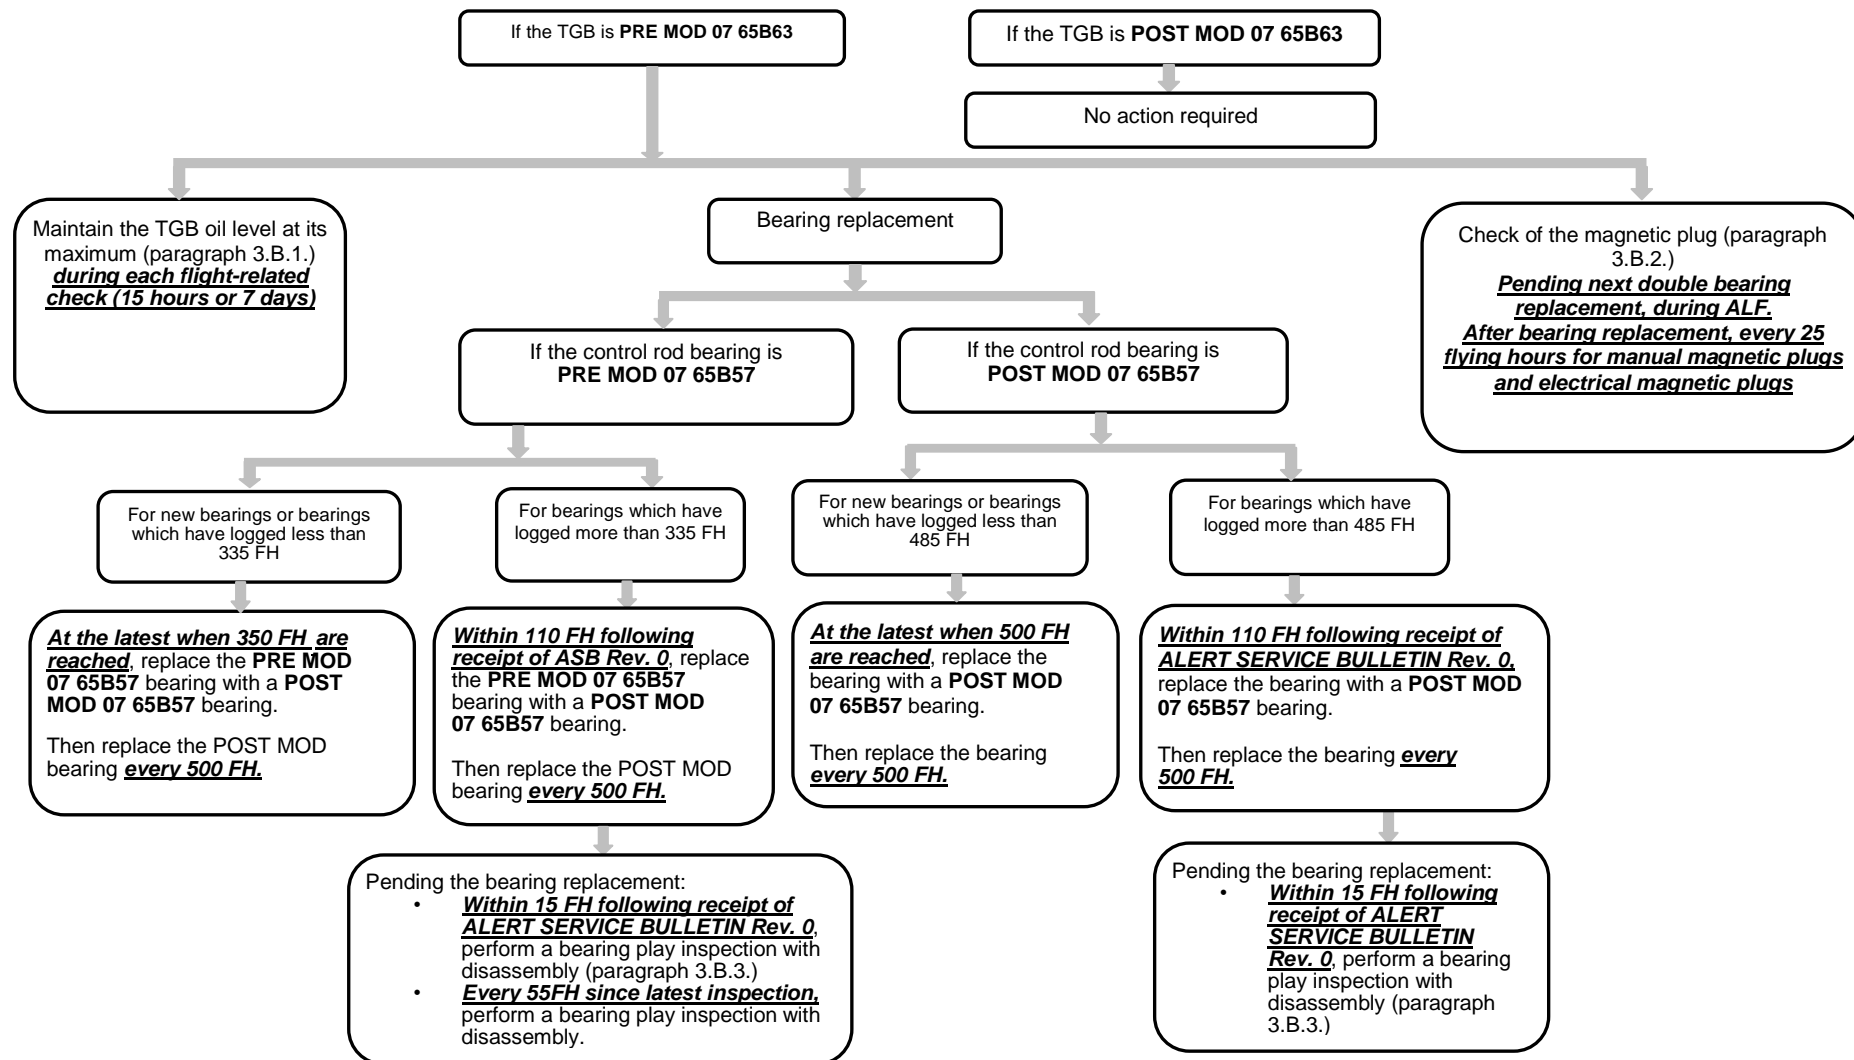 If the TGB is PRE MOD 07 65B63
If the TGB is POST MOD 07 65B63
No action required
Maintain the TGB oil level at its
maximum (paragraph 3.B.1.)
during each flight-related
check (15 hours or 7 days)
Bearing replacement
Check of the magnetic plug (paragraph
3.B.2.)
Pending next double bearing
replacement, during ALF.
After bearing replacement, every 25
flying hours for manual magnetic plugs
and electrical magnetic plugs
If the control rod bearing is
PRE MOD 07 65B57
If the control rod bearing is
POST MOD 07 65B57
For new bearings or bearings
which have logged less than
335 FH
For bearings which have
logged more than 335 FH
For new bearings or bearings
which have logged less than
485 FH
For bearings which have
logged more than 485 FH
At the latest when 350 FH are
reached, replace the PRE MOD
07 65B57 bearing with a POST
MOD 07 65B57 bearing.
Then replace the POST MOD
bearing every 500 FH.
Within 110 FH following
receipt of ASB Rev. 0, replace
the PRE MOD 07 65B57
bearing with a POST MOD
07 65B57 bearing.
Then replace the POST MOD
bearing every 500 FH.
At the latest when 500 FH
are reached, replace the
bearing with a POST MOD
07 65B57 bearing.
Then replace the bearing
every 500 FH.
Within 110 FH following receipt of
ALERT SERVICE BULLETIN Rev. 0,
replace the bearing with a POST MOD
07 65B57 bearing.
Then replace the bearing every
500 FH.
Pending the bearing replacement:
• Within 15 FH following receipt of
ALERT SERVICE BULLETIN Rev. 0,
perform a bearing play inspection with
disassembly (paragraph 3.B.3.)
• Every 55FH since latest inspection,
perform a bearing play inspection with
disassembly.
Pending the bearing replacement:
• Within 15 FH following
receipt of ALERT
SERVICE BULLETIN
Rev. 0, perform a bearing
play inspection with
disassembly (paragraph
3.B.3.)